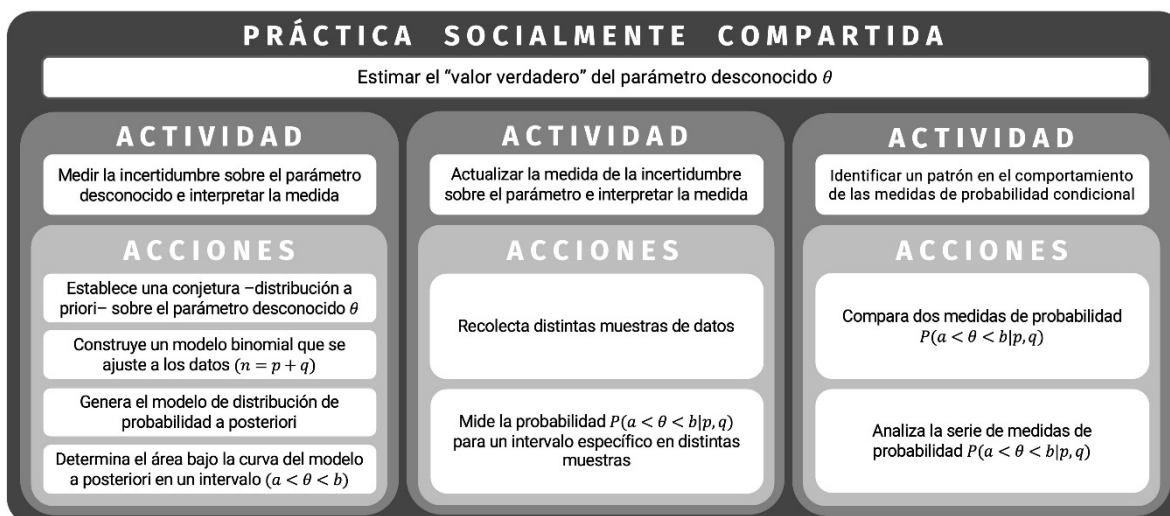 PRÁCTICA SOCIALMENTE COMPARTIDA
Estimar el “valor verdadero” del parámetro desconocido θ
ACTIVIDAD
Medir la incertidumbre sobre el parámetro
desconocido e interpretar la medida
ACCIONES
Establece una conjetura –distribución a
priori– sobre el parámetro desconocido θ
Construye un modelo binomial que se
ajuste a los datos (n = p + q)
Genera el modelo de distribución de
probabilidad a posteriori
Determina el área bajo la curva del modelo
a posteriori en un intervalo (a < θ < b)
ACTIVIDAD
Actualizar la medida de la incertidumbre
sobre el parámetro e interpretar la medida
ACCIONES
Recolecta distintas muestras de datos
Mide la probabilidad P(a < θ < b|p, q)
para un intervalo específico en distintas
muestras
ACTIVIDAD
Identificar un patrón en el comportamiento
de las medidas de probabilidad condicional
ACCIONES
Compara dos medidas de probabilidad
P(a < θ < b|p, q)
Analiza la serie de medidas de
probabilidad P(a < θ < b|p, q)